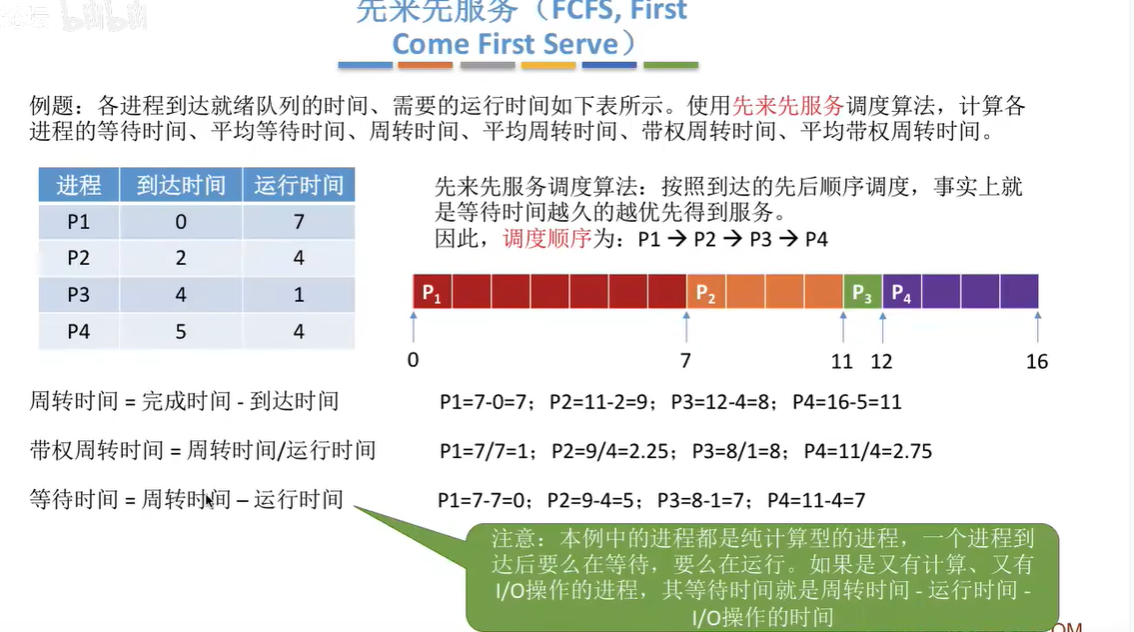 bilibili
先来先服务（FCFS, First
Come First Serve）
例题：各进程到达就绪队列的时间、需要的运行时间如下表所示。使用先来先服务调度算法，计算各
进程的等待时间、平均等待时间、周转时间、平均周转时间、带权周转时间、平均带权周转时间。
进程 到达时间 运行时间
P1 0 7
P2 2 4
P3 4 1
P4 5 4
先来先服务调度算法：按照到达的先后顺序调度，事实上就
是等待时间越久的越优先得到服务。
因此，调度顺序为：P1 → P2 → P3 → P4
P1 P2 P3 P4
0 7 11 12 16
周转时间 = 完成时间 - 到达时间
P1=7-0=7；P2=11-2=9；P3=12-4=8；P4=16-5=11
带权周转时间 = 周转时间/运行时间
P1=7/7=1；P2=9/4=2.25；P3=8/1=8；P4=11/4=2.75
等待时间 = 周转时间 – 运行时间
P1=7-7=0；P2=9-4=5；P3=8-1=7；P4=11-4=7
注意：本例中的进程都是纯计算型的进程，一个进程到
达后要么在等待，要么在运行。如果是又有计算、又有
I/O操作的进程，其等待时间就是周转时间 - 运行时间 -
I/O操作的时间